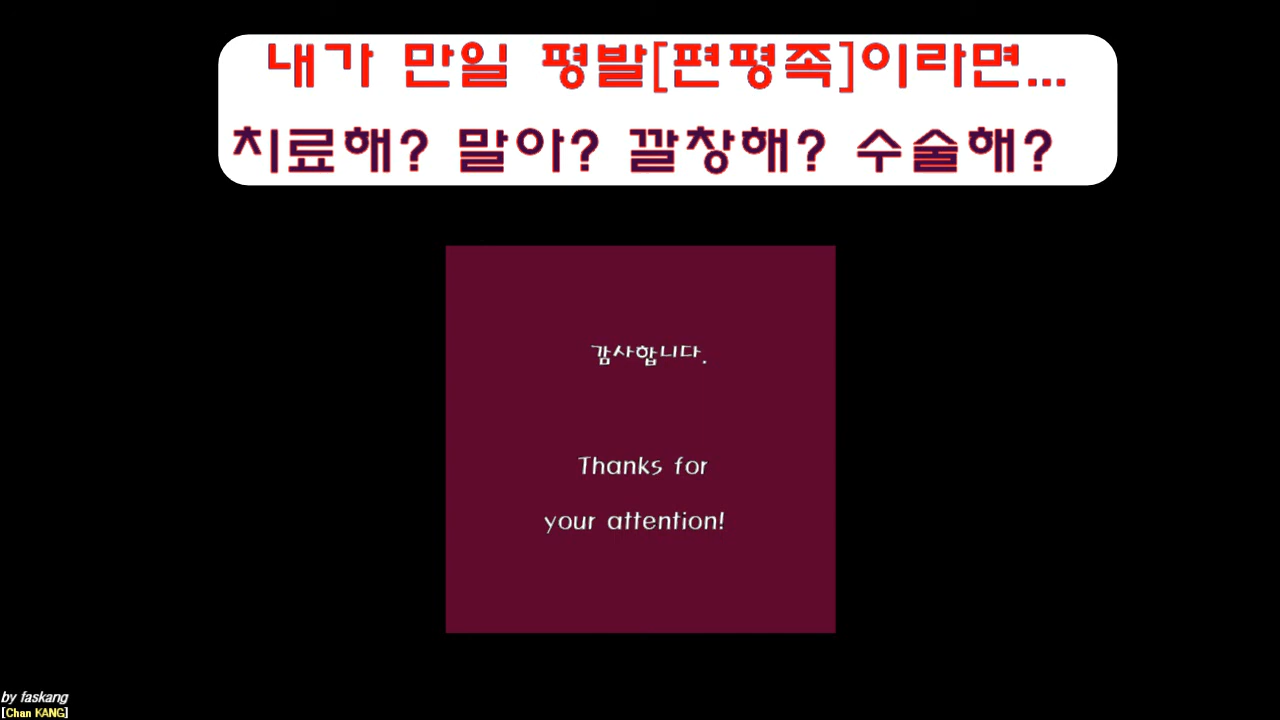 내가 만일 평발[편평족]이라면...
치료해? 말아? 깔창해? 수술해?
감사합니다.
Thanks for
your attention!
by faskang
[Chan KANG]